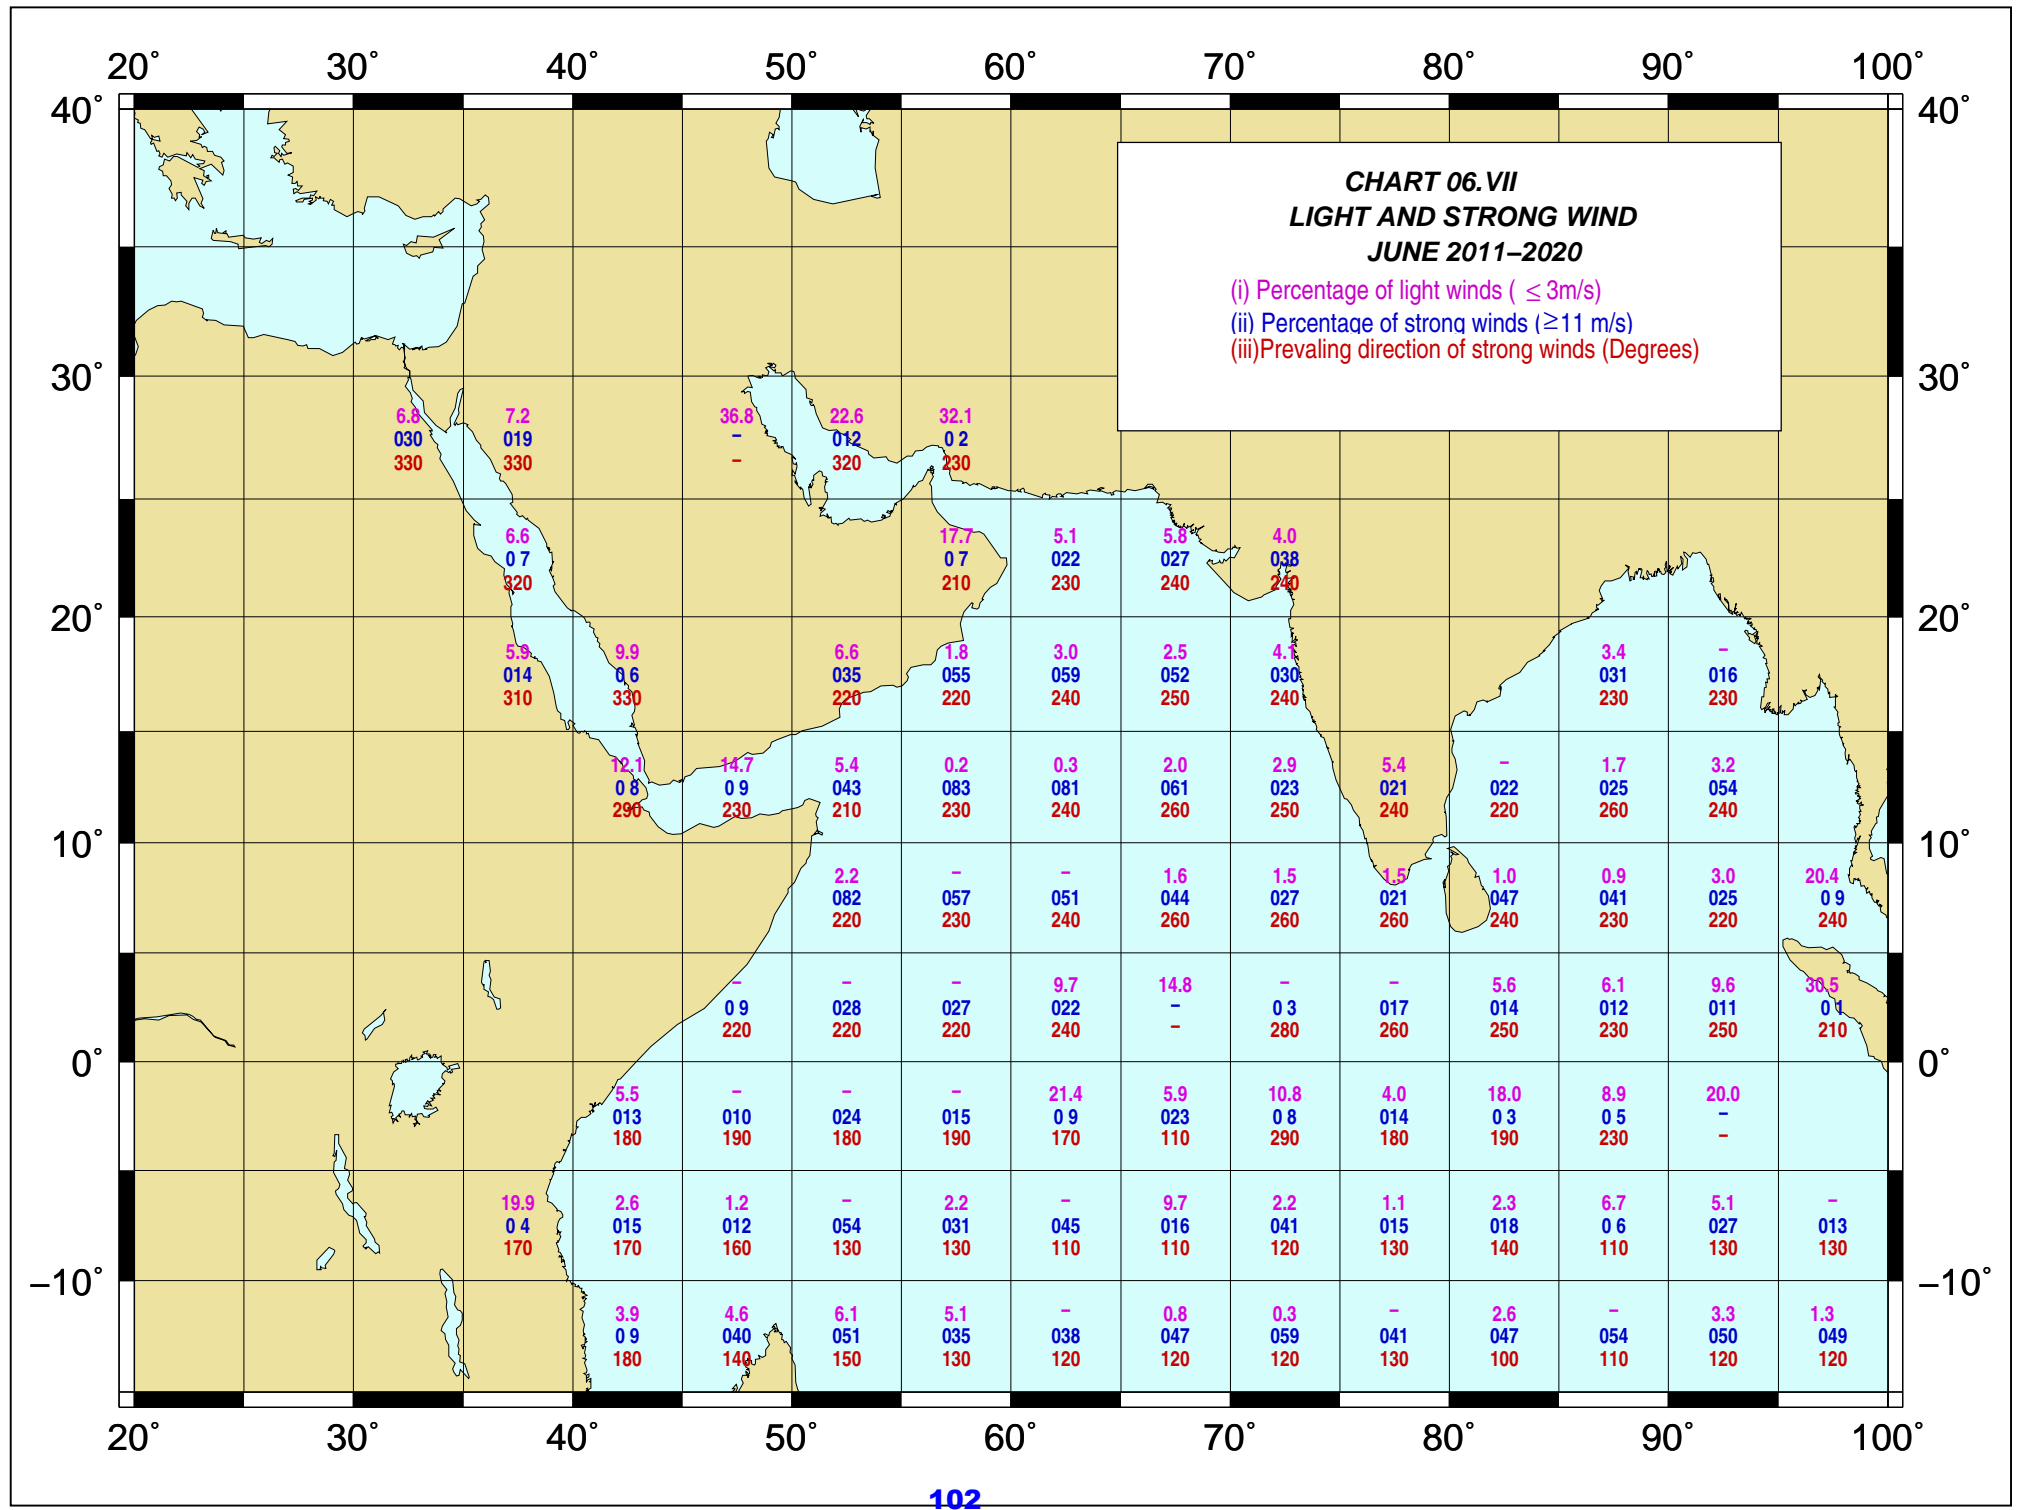 20° 30° 40° 50° 60° 70° 80° 90° 100°
40° 40°
CHART 06.VII
LIGHT AND STRONG WIND
JUNE 2011–2020
(i) Percentage of light winds ( ≤ 3m/s)
(ii) Percentage of strong winds (≥11 m/s)
(iii)Prevaling direction of strong winds (Degrees)
30° 30°
6.8 7.2 36.8 22.6 32.1
030 019 – 012 0 2
330 330 – 320 230
6.6 17.7 5.1 5.8 4.0
0 7 0 7 022 027 038
320 210 230 240 240
20° 20°
5.9 9.9 6.6 1.8 3.0 2.5 4.1 3.4 –
014 0 6 035 055 059 052 030 031 016
310 330 220 220 240 250 240 230 230
12.1 14.7 5.4 0.2 0.3 2.0 2.9 5.4 – 1.7 3.2
0 8 0 9 043 083 081 061 023 021 022 025 054
290 230 210 230 240 260 250 240 220 260 240
10° 10°
2.2 – – 1.6 1.5 1.5 1.0 0.9 3.0 20.4
082 057 051 044 027 021 047 041 025 0 9
220 230 240 260 260 260 240 230 220 240
– – – 9.7 14.8 – – 5.6 6.1 9.6 30.5
0 9 028 027 022 – 0 3 017 014 012 011 0 1
220 220 220 240 – 280 260 250 230 250 210
0° 0°
5.5 – – – 21.4 5.9 10.8 4.0 18.0 8.9 20.0
013 010 024 015 0 9 023 0 8 014 0 3 0 5 –
180 190 180 190 170 110 290 180 190 230 –
19.9 2.6 1.2 – 2.2 – 9.7 2.2 1.1 2.3 6.7 5.1 –
0 4 015 012 054 031 045 016 041 015 018 0 6 027 013
170 170 160 130 130 110 110 120 130 140 110 130 130
–10° –10°
3.9 4.6 6.1 5.1 – 0.8 0.3 – 2.6 – 3.3 1.3
0 9 040 051 035 038 047 059 041 047 054 050 049
180 140 150 130 120 120 120 130 100 110 120 120
20° 30° 40° 50° 60° 70° 80° 90° 100°
102